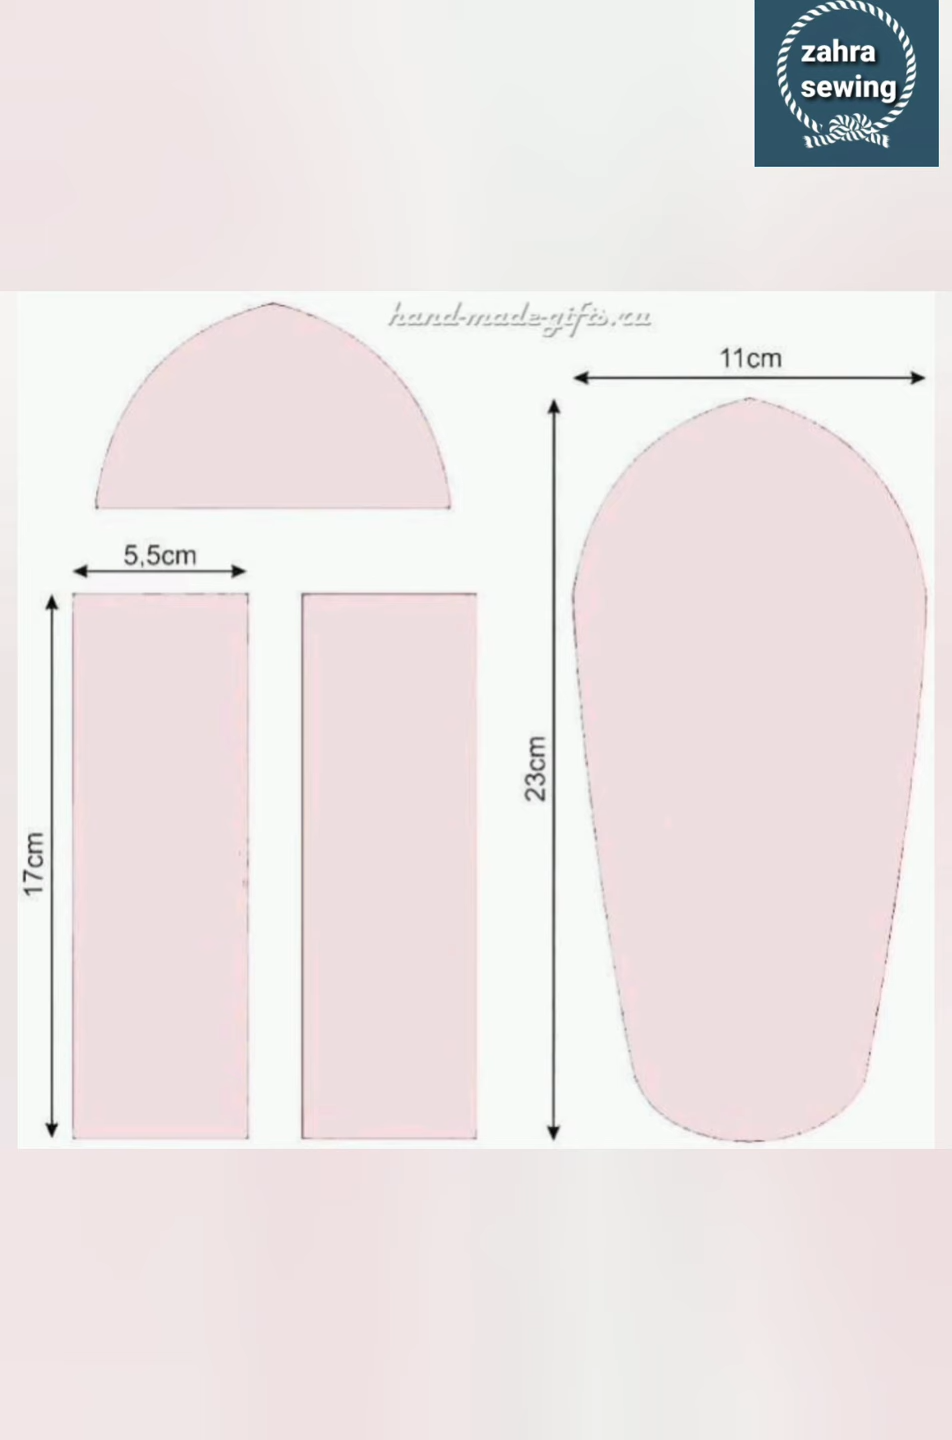 zahra
sewing
hand-made-gifts.ru
11cm
5,5cm
23cm
17cm